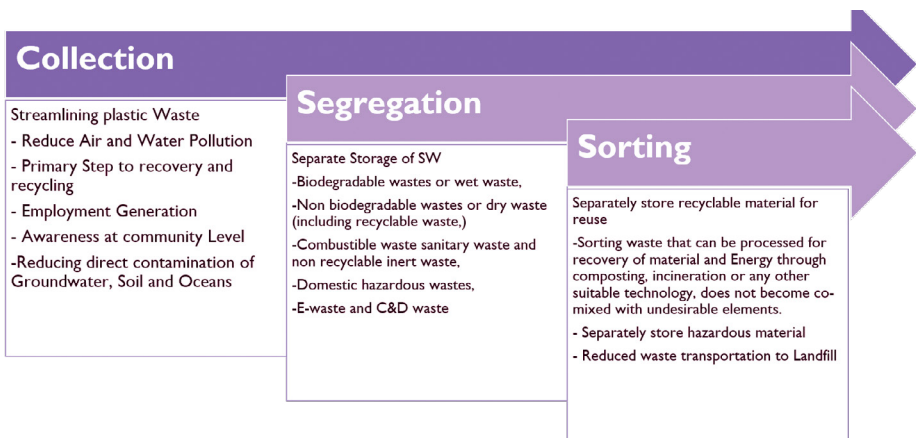 Collection
Streamlining plastic Waste
- Reduce Air and Water Pollution
- Primary Step to recovery and
recycling
- Employment Generation
- Awareness at community Level
-Reducing direct contamination of
Groundwater, Soil and Oceans
Segregation
Separate Storage of SW
-Biodegradable wastes or wet waste,
-Non biodegradable wastes or dry waste
(including recyclable waste,)
-Combustible waste sanitary waste and
non recyclable inert waste,
-Domestic hazardous wastes,
-E-waste and C&D waste
Sorting
Separately store recyclable material for
reuse
-Sorting waste that can be processed for
recovery of material and Energy through
composting, incineration or any other
suitable technology, does not become co-
mixed with undesirable elements.
- Separately store hazardous material
- Reduced waste transportation to Landfill